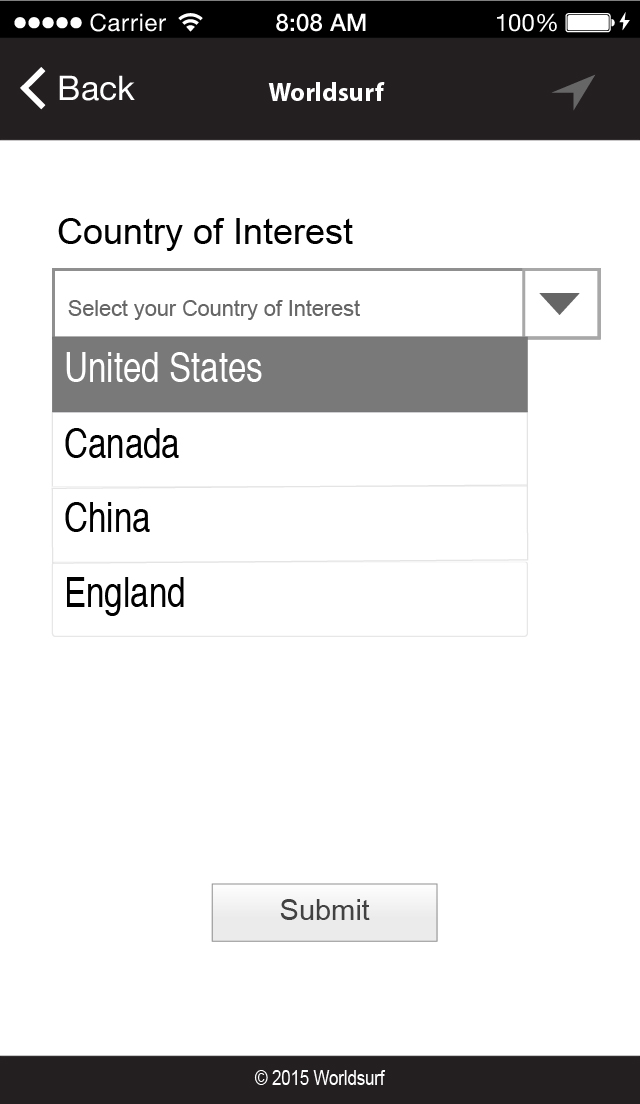 Carrier 8:08 AM 100%
Back Worldsurf
Country of Interest
Select your Country of Interest
United States
Canada
China
England
Submit
© 2015 Worldsurf